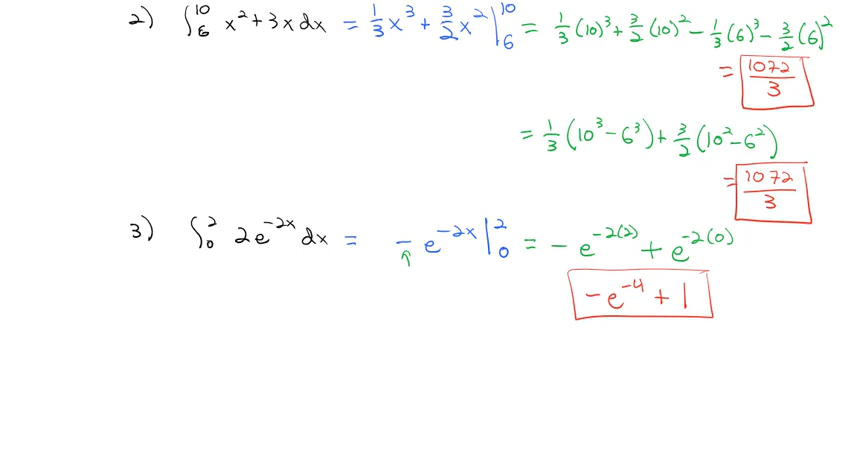 2) ∫₆¹⁰ x² + 3x dx = 1/3 x³ + 3/2 x² |₆¹⁰ = 1/3 (10)³ + 3/2 (10)² - 1/3 (6)³ - 3/2 (6)²
= 1072/3
= 1/3 (10³ - 6³) + 3/2 (10² - 6²)
= 1072/3
3) ∫₀² 2e^(-2x) dx = - e^(-2x) |₀² = - e^(-2(2)) + e^(-2(0))
- e^(-4) + 1